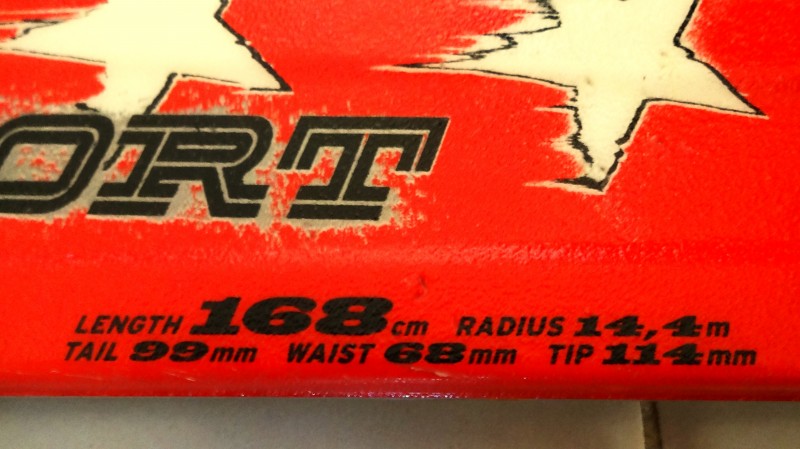 ORT
LENGTH 168cm RADIUS 14,4m
TAIL 99mm WAIST 68mm TIP 114mm